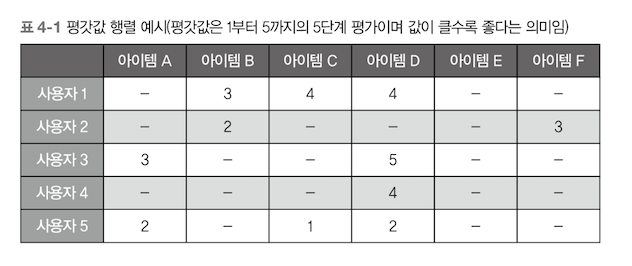 표 4-1 평갓값 행렬 예시(평갓값은 1부터 5까지의 5단계 평가이며 값이 클수록 좋다는 의미임)
아이템 A 아이템 B 아이템 C 아이템 D 아이템 E 아이템 F
사용자 1 – 3 4 4 – –
사용자 2 – 2 – – – 3
사용자 3 3 – – 5 – –
사용자 4 – – – 4 – –
사용자 5 2 – 1 2 – –